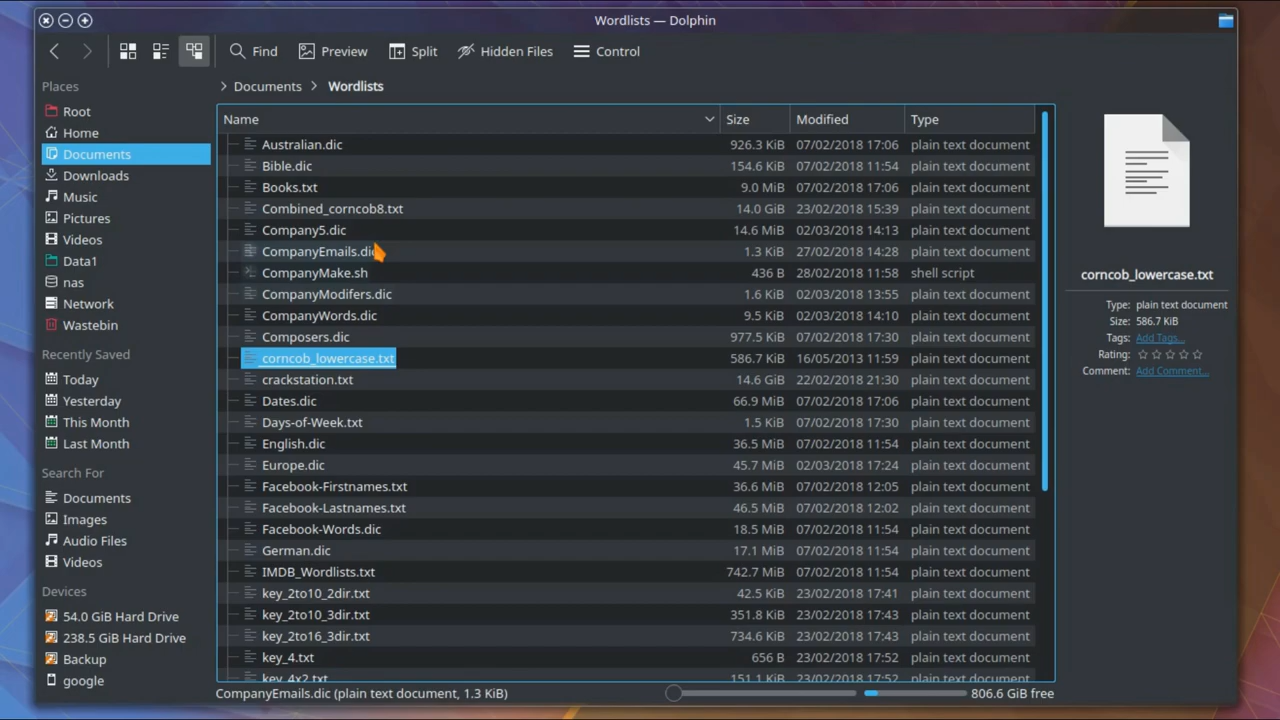 Wordlists — Dolphin
Find Preview Split Hidden Files Control
Places
Root
Home
Documents
Downloads
Music
Pictures
Videos
Data1
nas
Network
Wastebin
Recently Saved
Today
Yesterday
This Month
Last Month
Search For
Documents
Images
Audio Files
Videos
Devices
54.0 GiB Hard Drive
238.5 GiB Hard Drive
Backup
google
Documents Wordlists
Name Size Modified Type
Australian.dic 926.3 KiB 07/02/2018 17:06 plain text document
Bible.dic 154.6 KiB 07/02/2018 11:54 plain text document
Books.txt 9.0 MiB 07/02/2018 17:06 plain text document
Combined_corncob8.txt 14.0 GiB 23/02/2018 15:39 plain text document
Company5.dic 14.6 MiB 02/03/2018 14:13 plain text document
CompanyEmails.dic 1.3 KiB 27/02/2018 14:28 plain text document
CompanyMake.sh 436 B 28/02/2018 11:58 shell script
CompanyModifers.dic 1.6 KiB 02/03/2018 13:55 plain text document
CompanyWords.dic 9.5 KiB 02/03/2018 14:10 plain text document
Composers.dic 977.5 KiB 07/02/2018 17:30 plain text document
corncob_lowercase.txt 586.7 KiB 16/05/2013 11:59 plain text document
crackstation.txt 14.6 GiB 22/02/2018 21:30 plain text document
Dates.dic 66.9 MiB 07/02/2018 17:06 plain text document
Days-of-Week.txt 1.5 KiB 07/02/2018 17:30 plain text document
English.dic 36.5 MiB 07/02/2018 11:54 plain text document
Europe.dic 45.7 MiB 02/03/2018 17:24 plain text document
Facebook-Firstnames.txt 36.6 MiB 07/02/2018 12:05 plain text document
Facebook-Lastnames.txt 46.5 MiB 07/02/2018 12:02 plain text document
Facebook-Words.dic 18.5 MiB 07/02/2018 11:54 plain text document
German.dic 17.1 MiB 07/02/2018 11:54 plain text document
IMDB_Wordlists.txt 742.7 MiB 07/02/2018 11:54 plain text document
key_2to10_2dir.txt 42.5 KiB 23/02/2018 17:41 plain text document
key_2to10_3dir.txt 351.8 KiB 23/02/2018 17:43 plain text document
key_2to16_3dir.txt 734.6 KiB 23/02/2018 17:43 plain text document
key_4.txt 656 B 23/02/2018 17:52 plain text document
key_4x2.txt 151.1 KiB 23/02/2018 17:52 plain text document
CompanyEmails.dic (plain text document, 1.3 KiB) 806.6 GiB free
corncob_lowercase.txt
Type: plain text document
Size: 586.7 KiB
Tags: Add Tags...
Rating:
Comment: Add Comment...